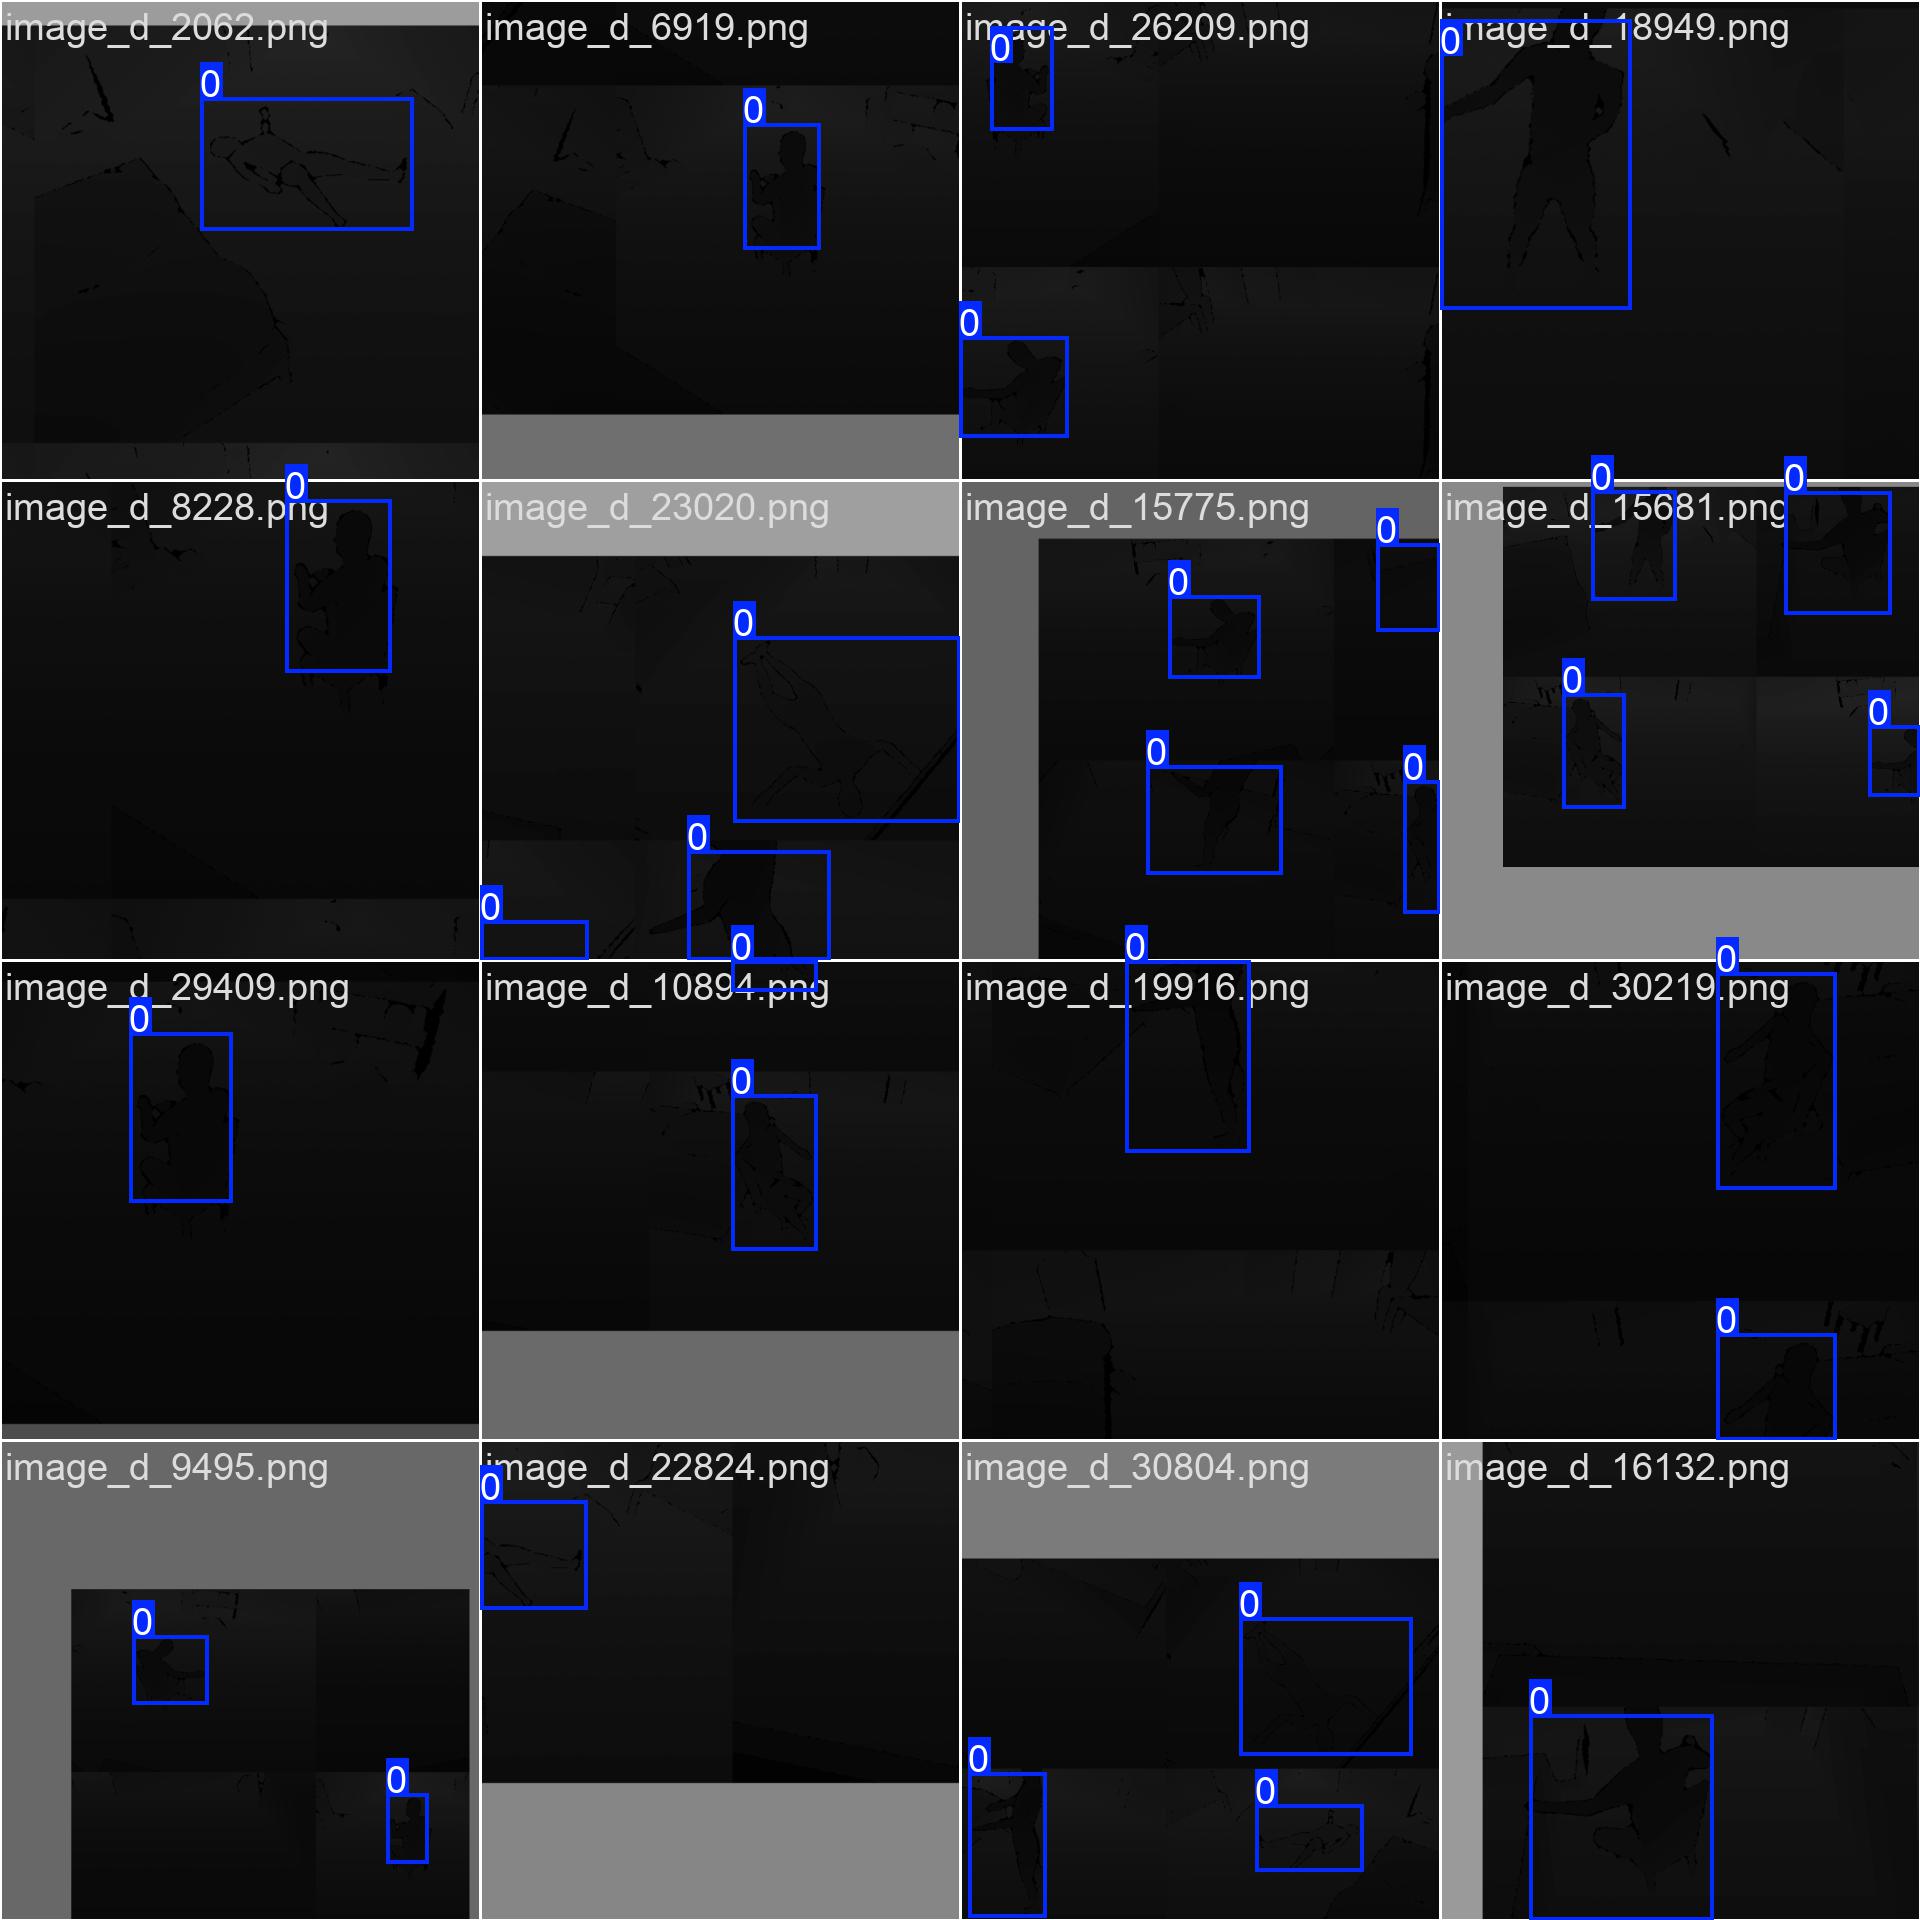 image_d_2062.png
0
image_d_6919.png
0
image_d_26209.png
0
0
image_d_18949.png
0
image_d_8228.png
0
image_d_23020.png
0
0
0
image_d_15775.png
0
0
0
0
image_d_15681.png
0
0
0
0
image_d_29409.png
0
image_d_10894.png
0
0
image_d_19916.png
0
image_d_30219.png
0
0
image_d_9495.png
0
0
image_d_22824.png
0
image_d_30804.png
0
0
0
image_d_16132.png
0